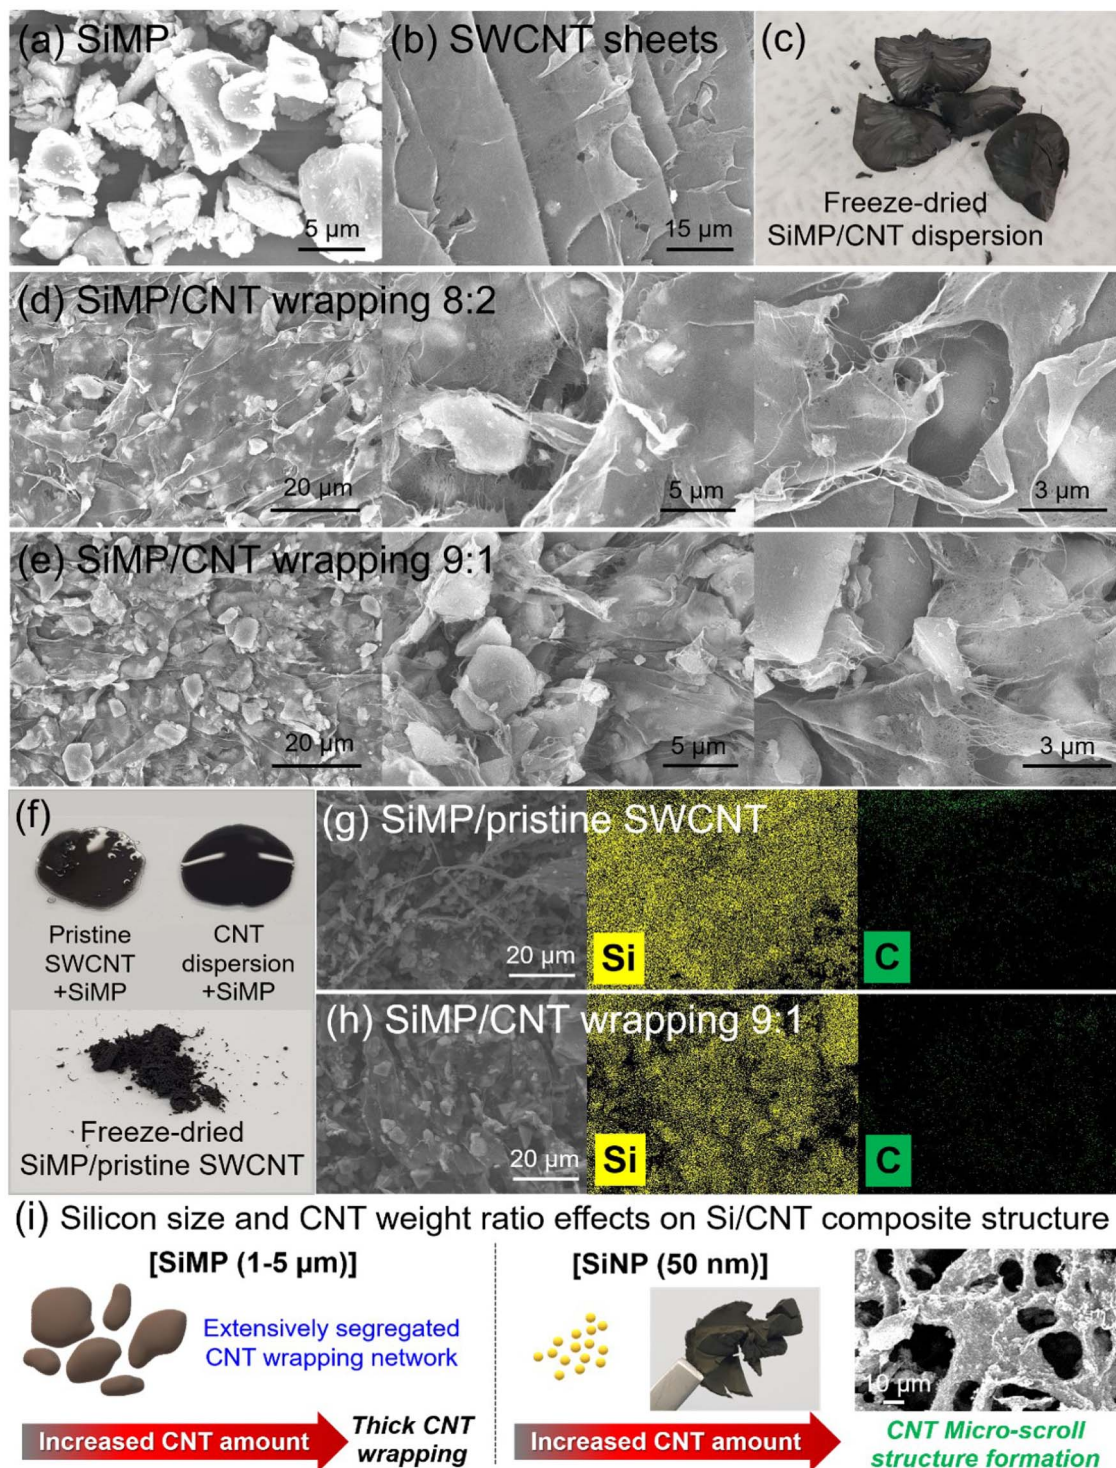 (a) SiMP
5 µm
(b) SWCNT sheets
15 µm
(c)
Freeze-dried
SiMP/CNT dispersion
(d) SiMP/CNT wrapping 8:2
20 µm
5 µm
3 µm
(e) SiMP/CNT wrapping 9:1
20 µm
5 µm
3 µm
(f)
Pristine
SWCNT
+SiMP
CNT
dispersion
+SiMP
Freeze-dried
SiMP/pristine SWCNT
(g) SiMP/pristine SWCNT
20 µm
Si
C
(h) SiMP/CNT wrapping 9:1
20 µm
Si
C
(i) Silicon size and CNT weight ratio effects on Si/CNT composite structure
[SiMP (1-5 µm)]
Extensively segregated
CNT wrapping network
Increased CNT amount
Thick CNT
wrapping
[SiNP (50 nm)]
Increased CNT amount
10 µm
CNT Micro-scroll
structure formation